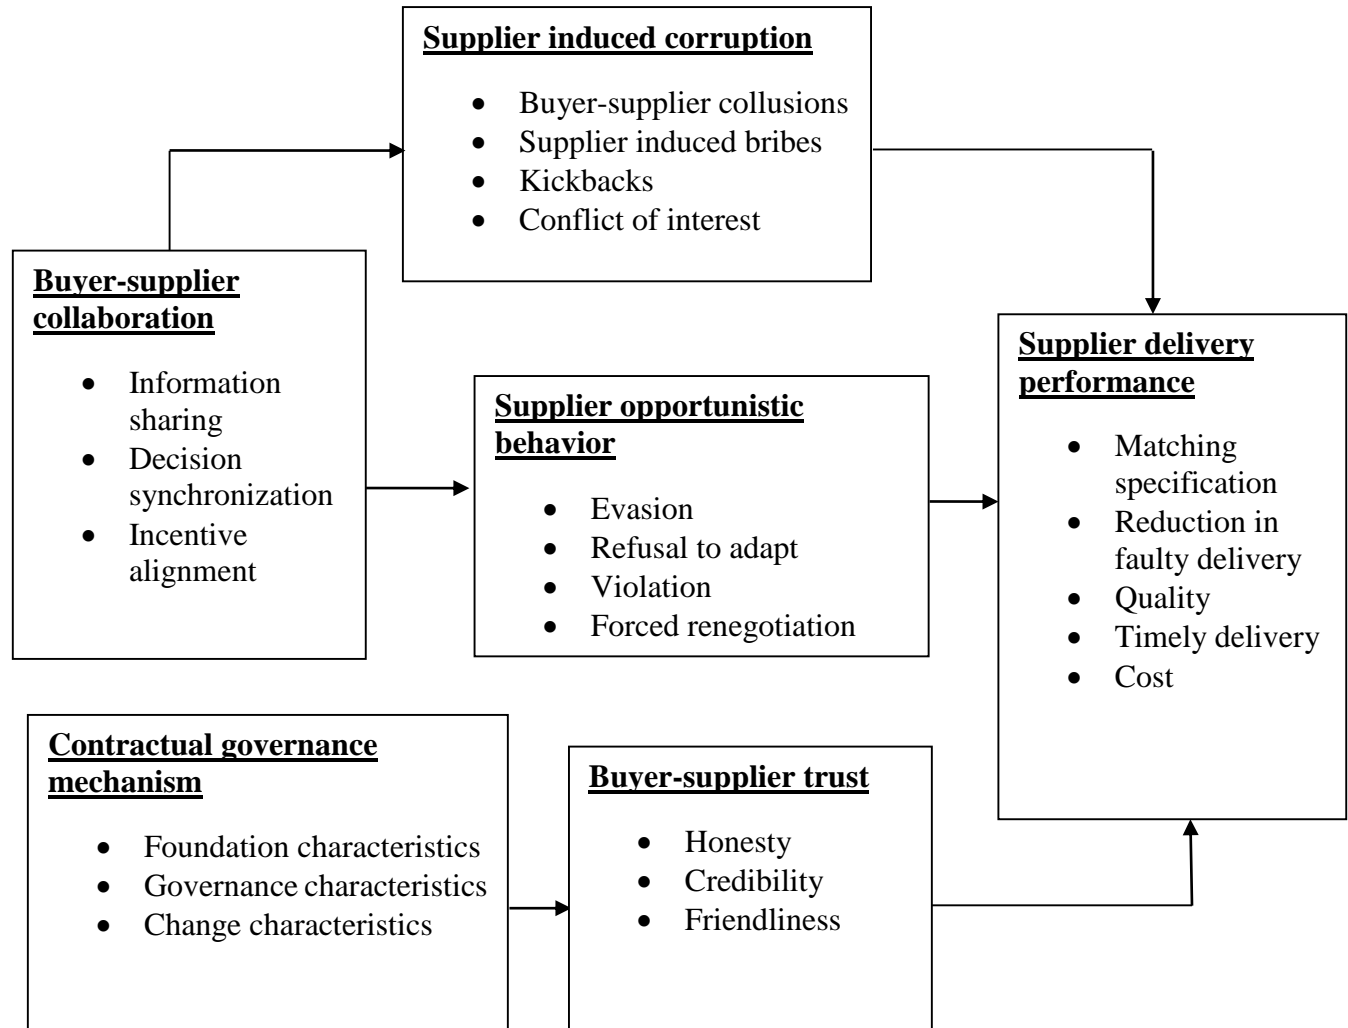 Supplier induced corruption
• Buyer-supplier collusions
• Supplier induced bribes
• Kickbacks
• Conflict of interest
Buyer-supplier
collaboration
• Information
sharing
• Decision
synchronization
• Incentive
alignment
Supplier opportunistic
behavior
• Evasion
• Refusal to adapt
• Violation
• Forced renegotiation
Supplier delivery
performance
• Matching
specification
• Reduction in
faulty delivery
• Quality
• Timely delivery
• Cost
Contractual governance
mechanism
• Foundation characteristics
• Governance characteristics
• Change characteristics
Buyer-supplier trust
• Honesty
• Credibility
• Friendliness